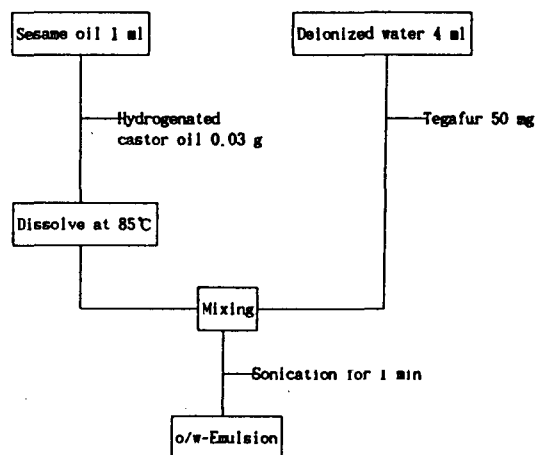 Sesame oil 1 ml
Deionized water 4 ml
Hydrogenated
castor oil 0.03 g
Tegafur 50 mg
Dissolve at 85℃
Mixing
Sonication for 1 min
o/w-Emulsion